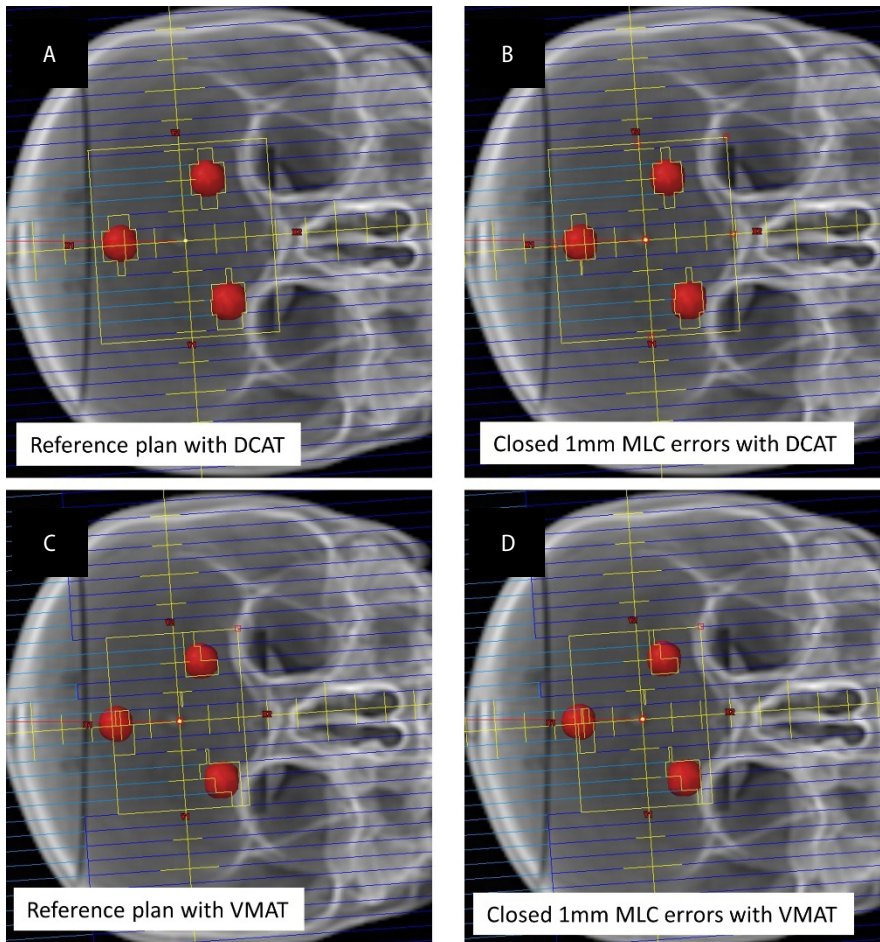 A
B
Reference plan with DCAT
Closed 1mm MLC errors with DCAT
C
D
Reference plan with VMAT
Closed 1mm MLC errors with VMAT